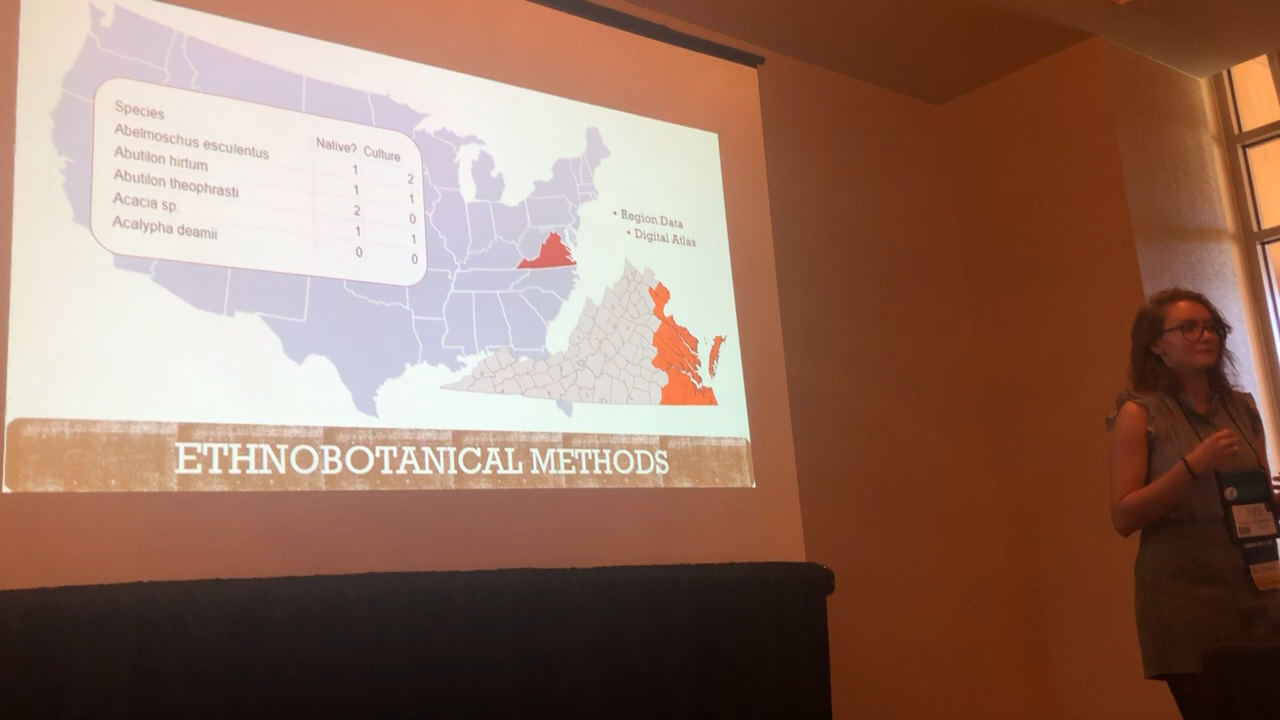 Species Native? Culture
Abelmoschus esculentus 1 2
Abutilon hirtum 1 1
Abutilon theophrasti 2 0
Acacia sp. 1 1
Acalypha deamii 0 0
• Region Data
• Digital Atlas
ETHNOBOTANICAL METHODS